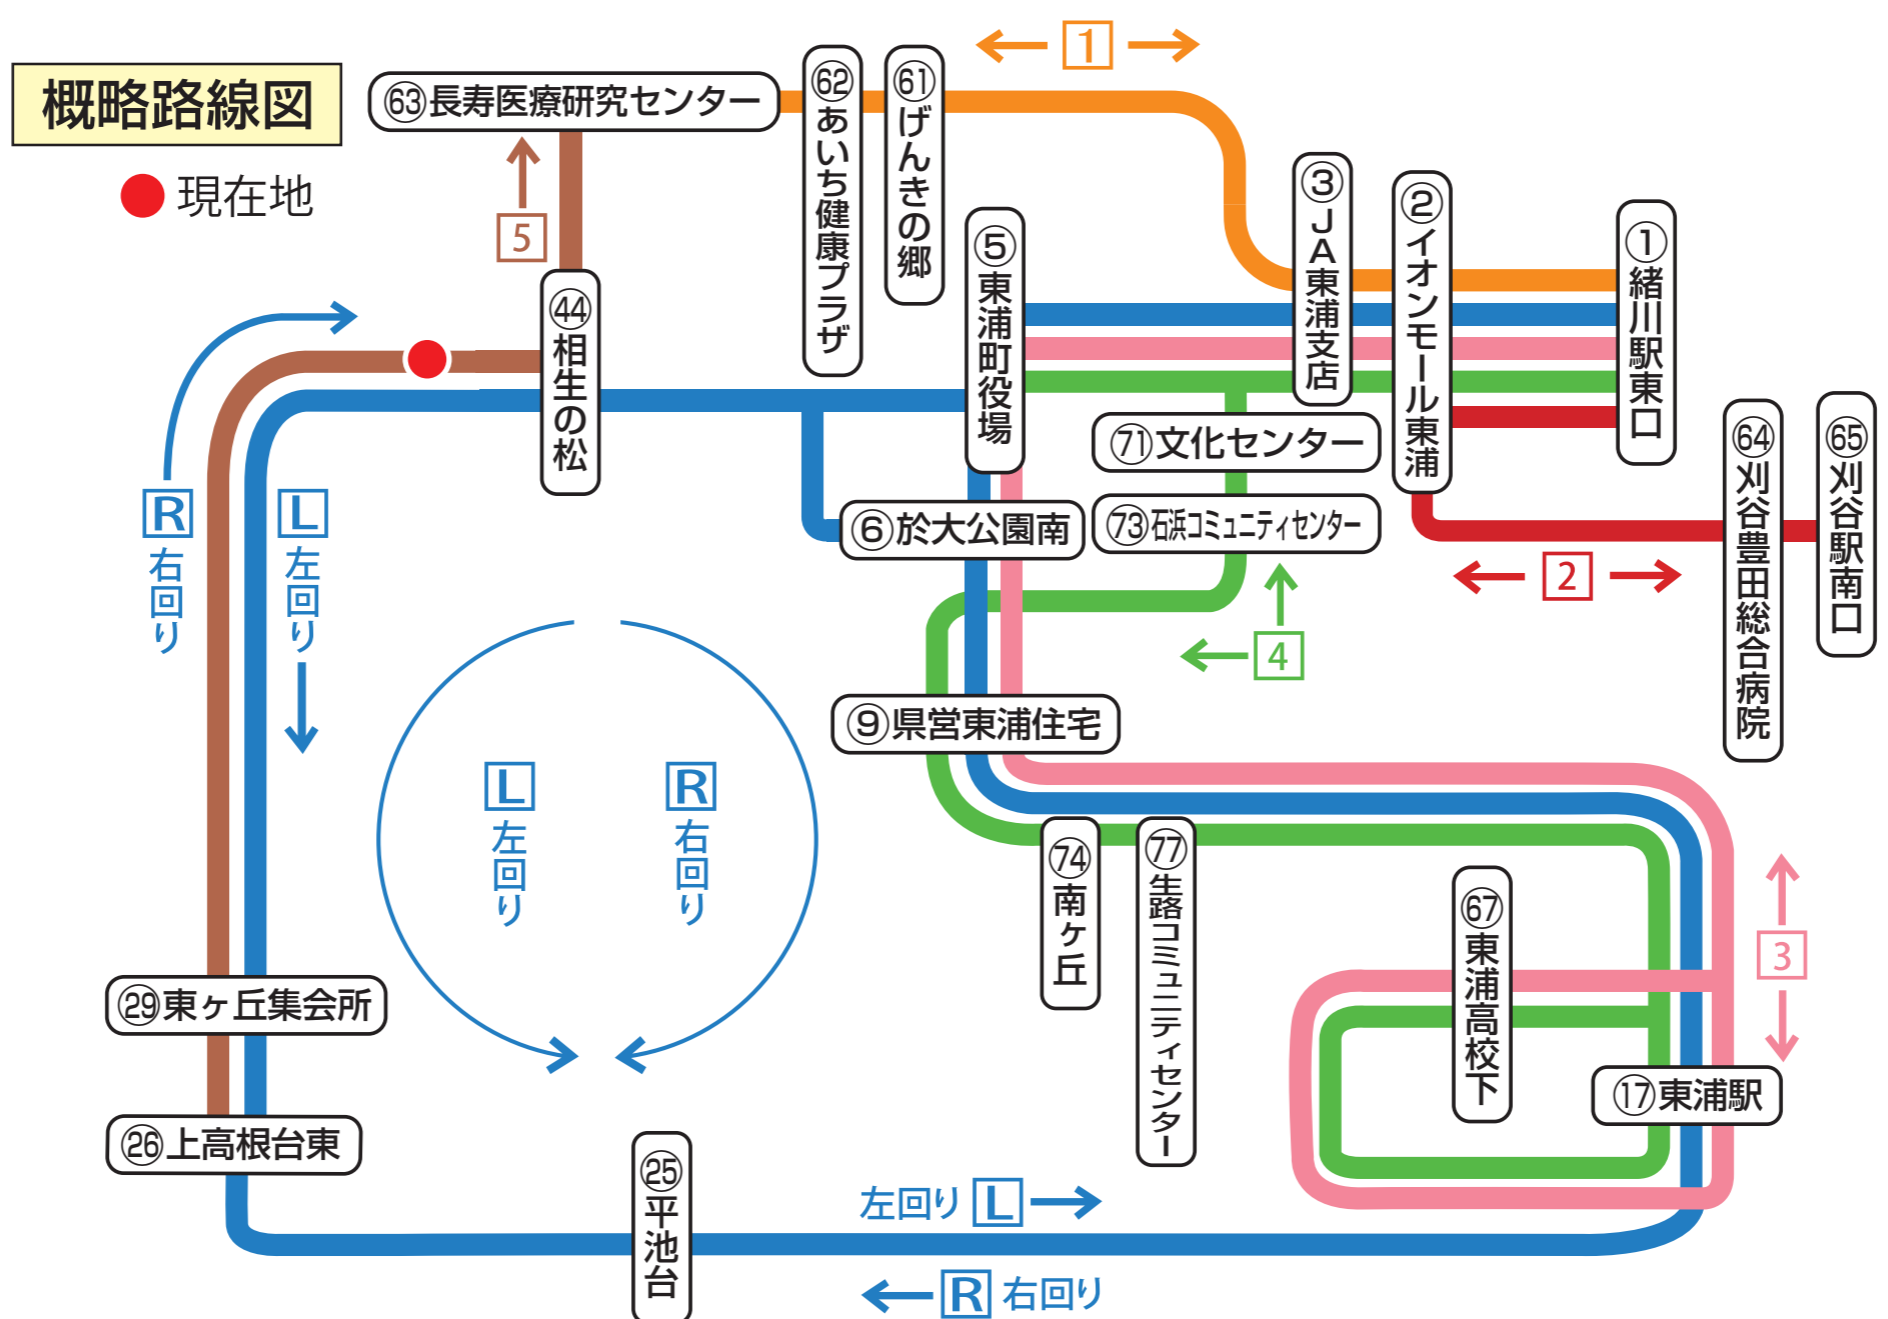 概略路線図
現在地
1
㊿長寿医療研究センター
㊷あいち健康プラザ
㊶げんきの郷
③JA東浦支店
②イオンモール東浦
①緒川駅東口
⑤東浦町役場
5
㊹相生の松
71文化センター
73石浜コミュニティセンター
64刈谷豊田総合病院
65刈谷駅南口
⑥於大公園南
2
R
右回り
L
左回り
4
⑨県営東浦住宅
L
左回り
R
右回り
74南ヶ丘
77生路コミュニティセンター
67東浦高校下
3
㉙東ヶ丘集会所
⑰東浦駅
㉖上高根台東
㉕平池台
左回り L
R 右回り